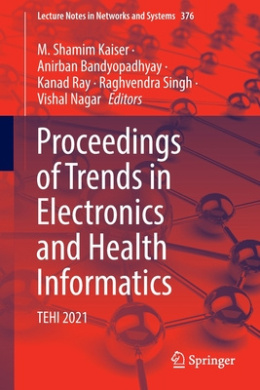 Lecture Notes in Networks and Systems 376
M. Shamim Kaiser ·
Anirban Bandyopadhyay ·
Kanad Ray · Raghvendra Singh ·
Vishal Nagar Editors
Proceedings
of Trends in
Electronics
and Health
Informatics
TEHI 2021
Springer